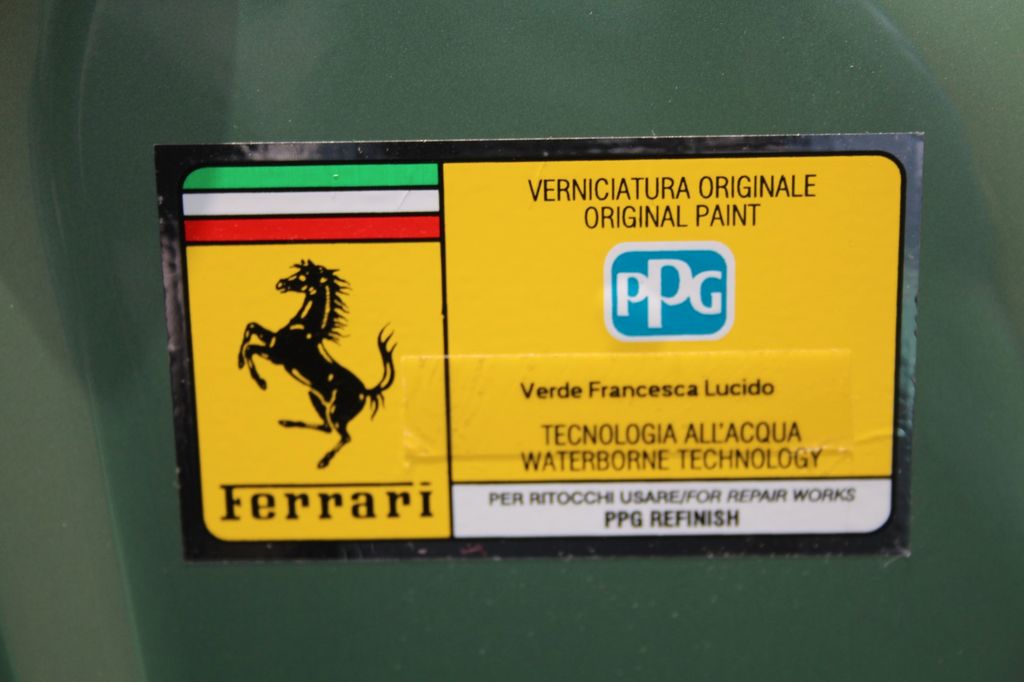 VERNICIATURA ORIGINALE
ORIGINAL PAINT
PPG
Verde Francesca Lucido
TECNOLOGIA ALL'ACQUA
WATERBORNE TECHNOLOGY
Ferrari
PER RITOCCHI USARE/FOR REPAIR WORKS
PPG REFINISH